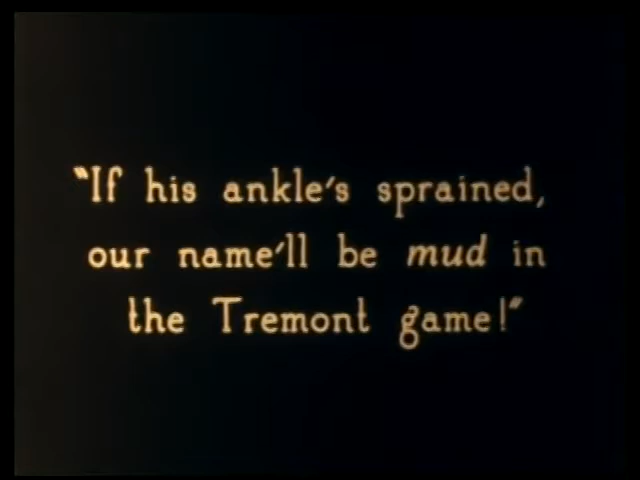 "If his ankle's sprained,
our name'll be mud in
the Tremont game!"